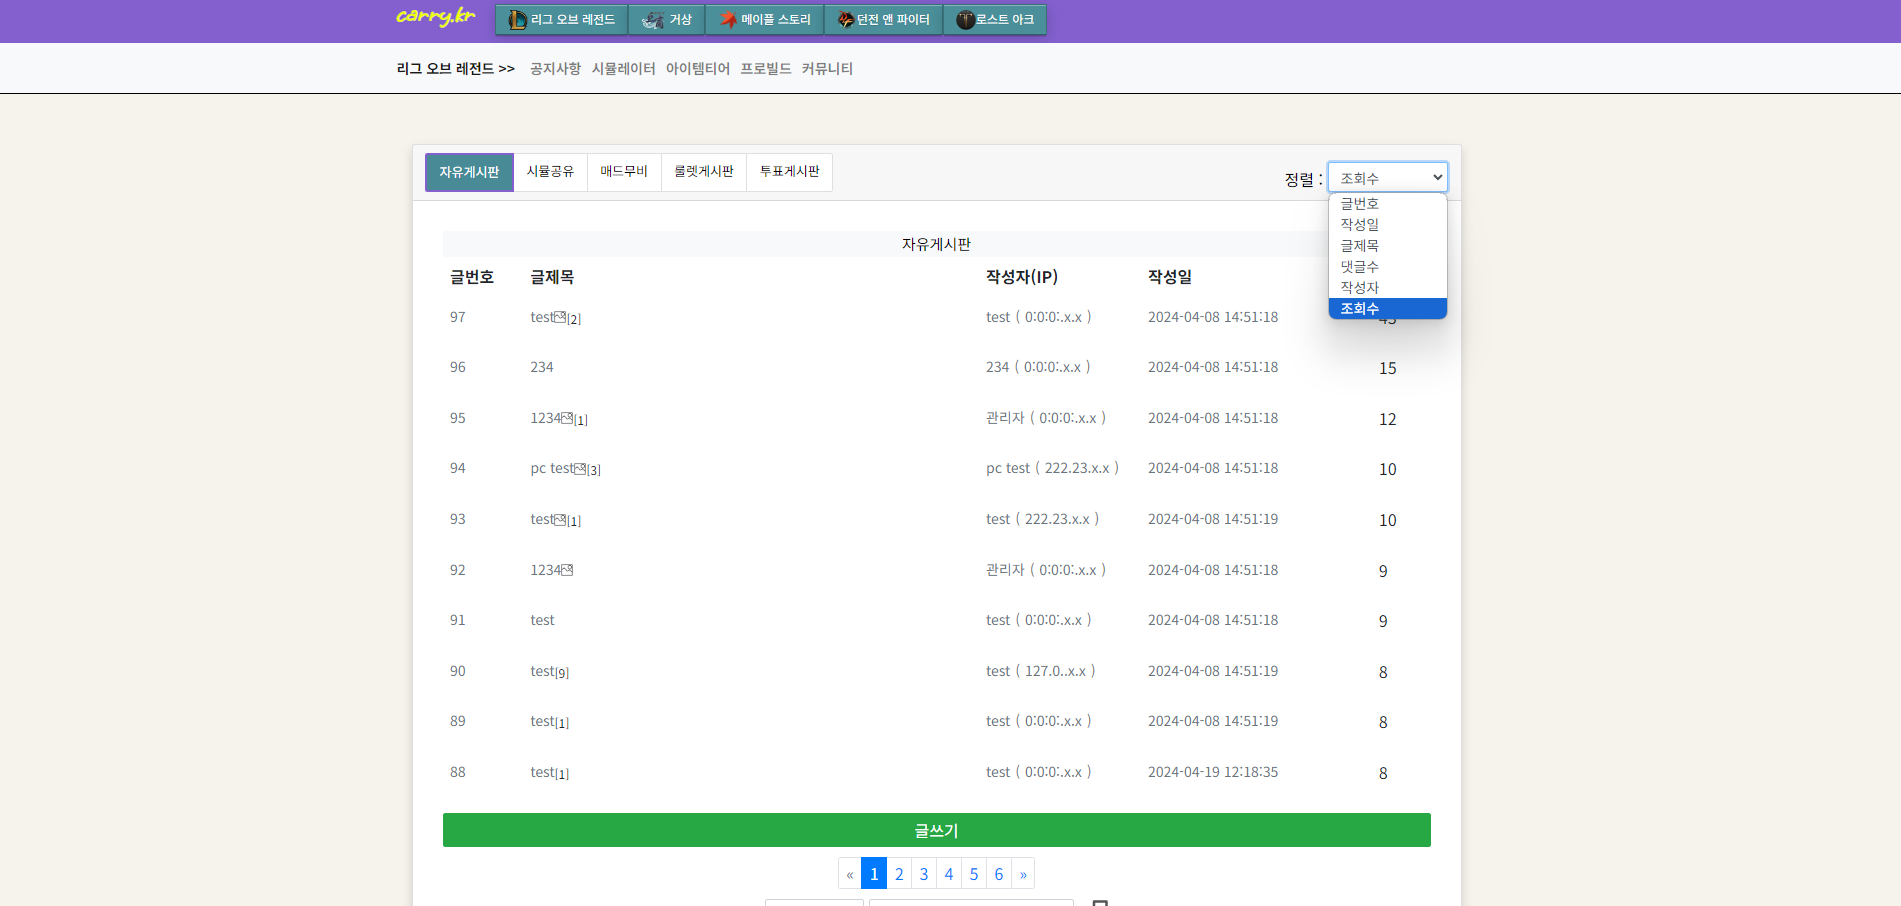 carry.kr 리그 오브 레전드 거상 메이플 스토리 던전 앤 파이터 로스트 아크
리그 오브 레전드 >> 공지사항 시뮬레이터 아이템티어 프로빌드 커뮤니티
자유게시판 시뮬공유 매드무비 룰렛게시판 투표게시판 정렬 : 조회수
글번호
작성일
글제목
댓글수
작성자
조회수
자유게시판
글번호 글제목 작성자(IP) 작성일
97 test[2] test ( 0:0:0:.x.x ) 2024-04-08 14:51:18
96 234 234 ( 0:0:0:.x.x ) 2024-04-08 14:51:18 15
95 1234[1] 관리자 ( 0:0:0:.x.x ) 2024-04-08 14:51:18 12
94 pc test[3] pc test ( 222.23.x.x ) 2024-04-08 14:51:18 10
93 test[1] test ( 222.23.x.x ) 2024-04-08 14:51:19 10
92 1234 관리자 ( 0:0:0:.x.x ) 2024-04-08 14:51:18 9
91 test test ( 0:0:0:.x.x ) 2024-04-08 14:51:18 9
90 test[9] test ( 127.0..x.x ) 2024-04-08 14:51:19 8
89 test[1] test ( 0:0:0:.x.x ) 2024-04-08 14:51:19 8
88 test[1] test ( 0:0:0:.x.x ) 2024-04-19 12:18:35 8
글쓰기
« 1 2 3 4 5 6 »